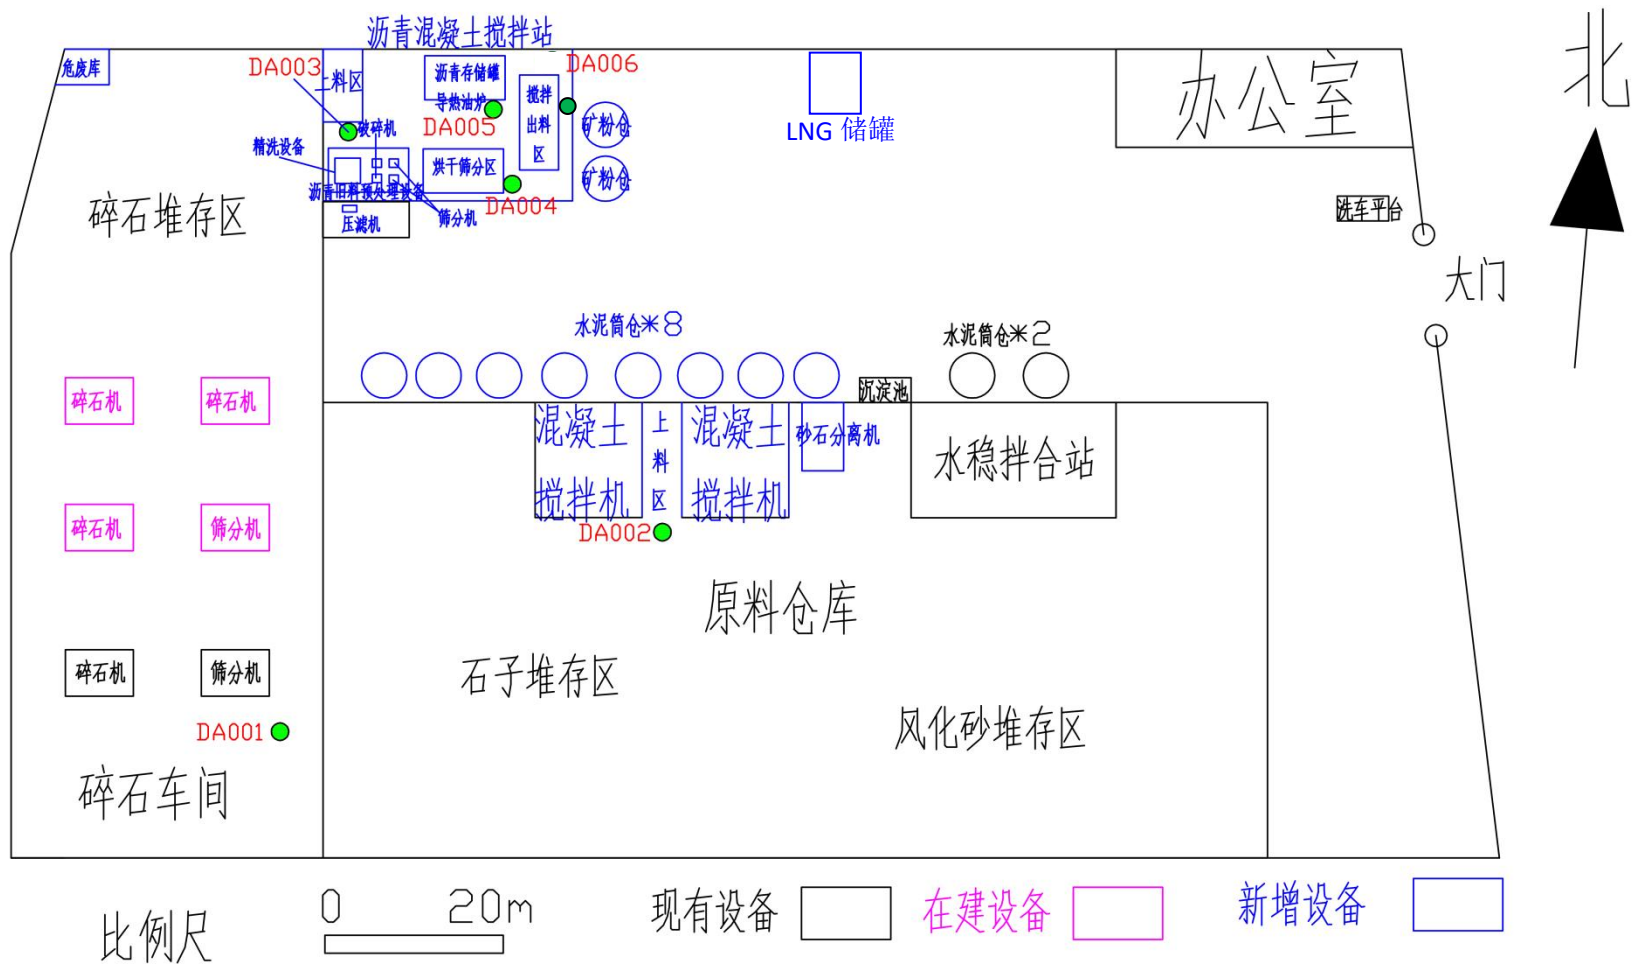 沥青混凝土搅拌站
北
危废库
DA003
上料区
沥青存储罐
DA006
办公室
导热油炉
搅拌
出料
区
矿粉仓
LNG 储罐
DA005
破碎机
精洗设备
烘干筛分区
矿粉仓
沥青旧料预处理设备
DA004
筛分机
压滤机
碎石堆存区
洗车平台
大门
水泥筒仓*8
水泥筒仓*2
沉淀池
碎石机
碎石机
混凝土
搅拌机
上
料
区
混凝土
搅拌机
砂石分离机
水稳拌合站
碎石机
筛分机
DA002
原料仓库
碎石机
筛分机
石子堆存区
DA001
风化砂堆存区
碎石车间
比例尺
0
20m
现有设备
在建设备
新增设备